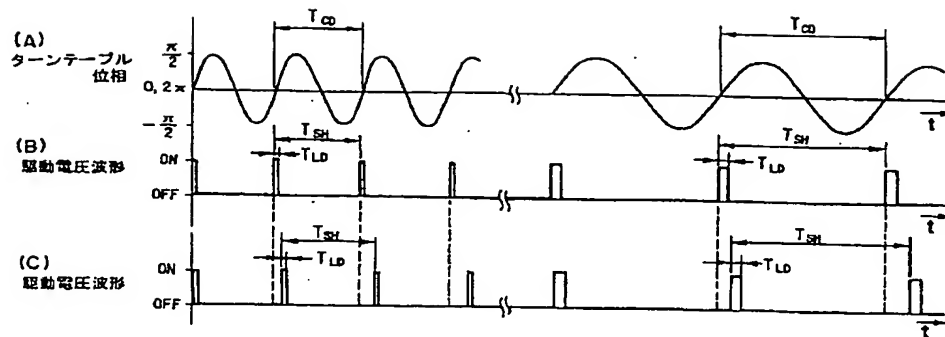 (A)
ターンテーブル
位相
π/2
0, 2π
-π/2
T_CD
T_CD
t
(B)
駆動電圧波形
ON
OFF
T_SH
T_LD
T_SH
T_LD
t
(C)
駆動電圧波形
ON
OFF
T_SH
T_LD
T_SH
T_LD
t